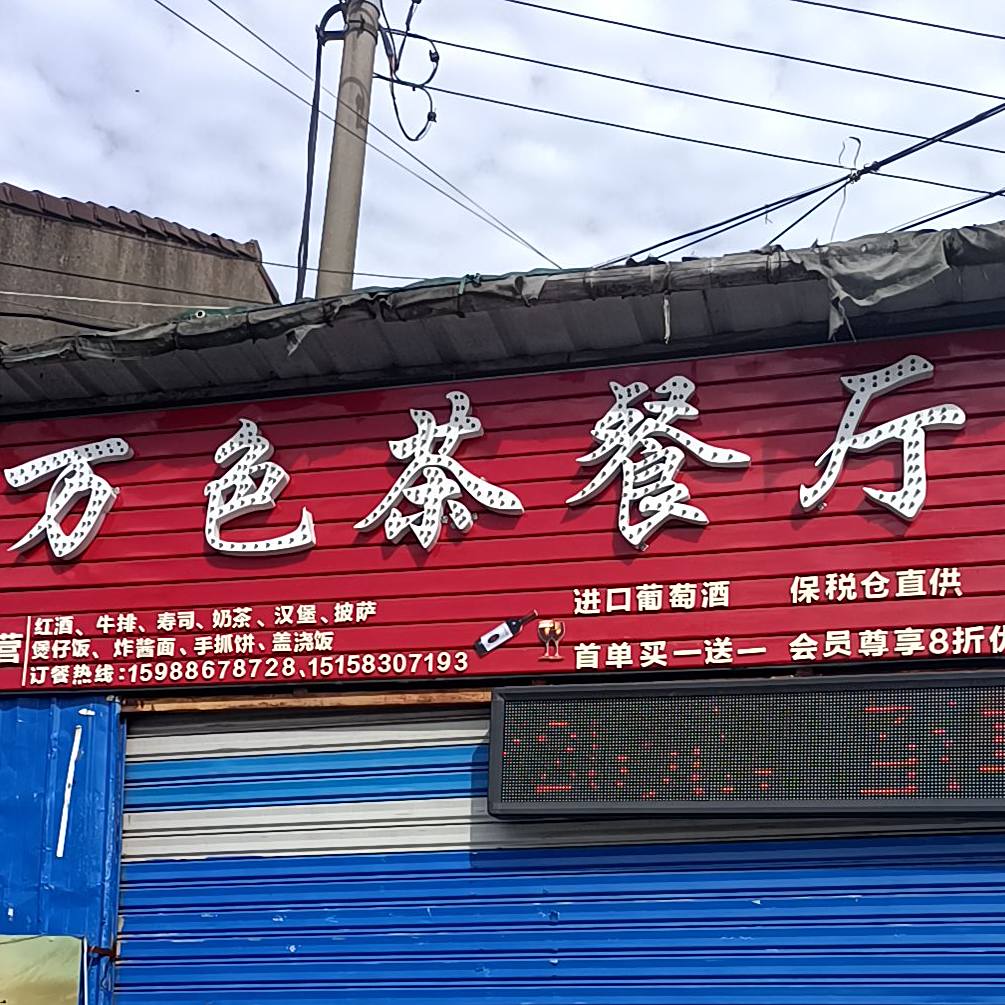 万色茶餐厅
营
红酒、牛排、寿司、奶茶、汉堡、披萨
煲仔饭、炸酱面、手抓饼、盖浇饭
订餐热线:15988678728、15158307193
进口葡萄酒 保税仓直供
首单买一送一 会员尊享8折优